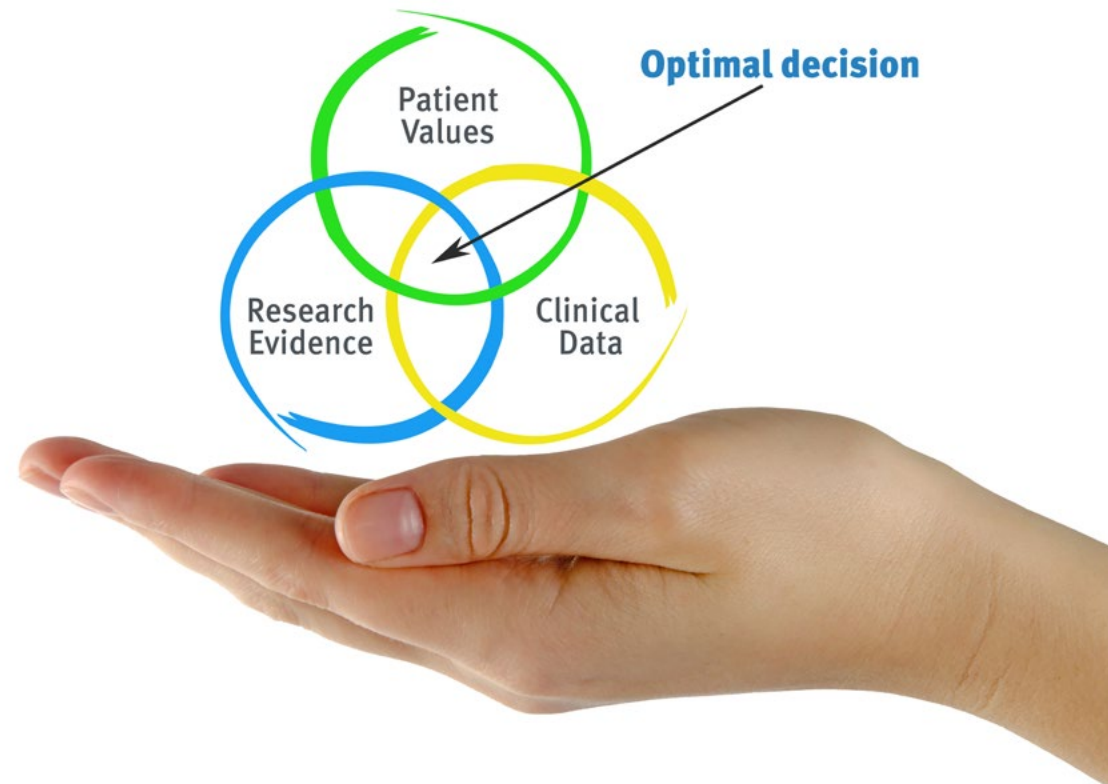 Optimal decision
Patient
Values
Research
Evidence
Clinical
Data